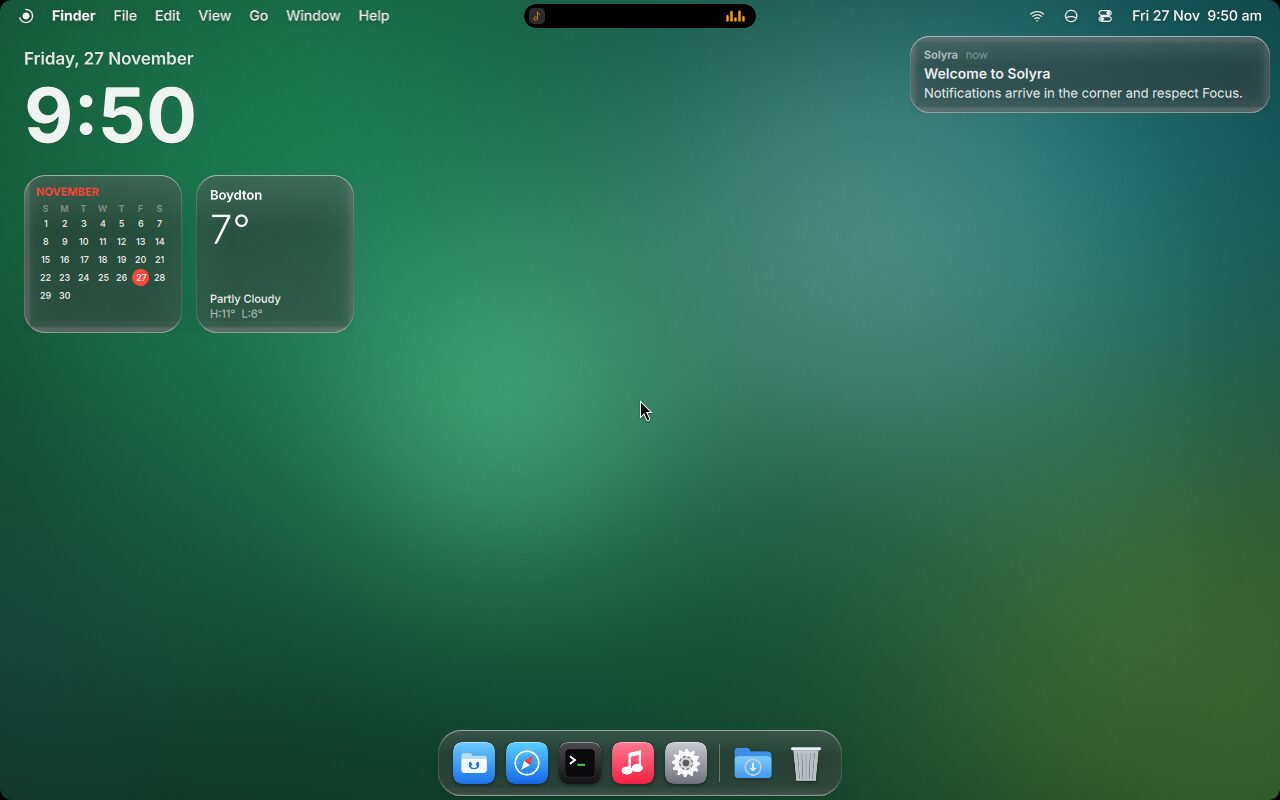 Finder File Edit View Go Window Help
Fri 27 Nov 9:50 am
Friday, 27 November
9:50
Solyra now
Welcome to Solyra
Notifications arrive in the corner and respect Focus.
NOVEMBER
S M T W T F S
1 2 3 4 5 6 7
8 9 10 11 12 13 14
15 16 17 18 19 20 21
22 23 24 25 26 27 28
29 30
Boydton
7°
Partly Cloudy
H:11° L:6°